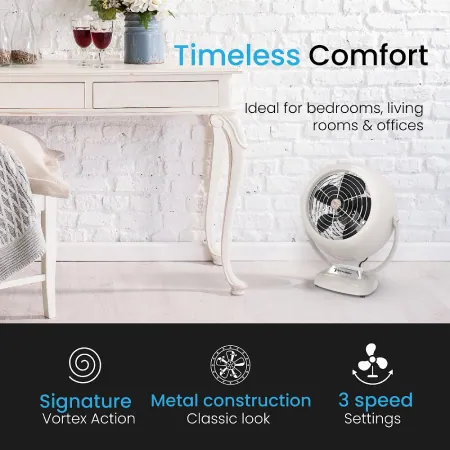 Timeless Comfort
Ideal for bedrooms, living
rooms & offices
Signature
Vortex Action
Metal construction
Classic look
3 speed
Settings